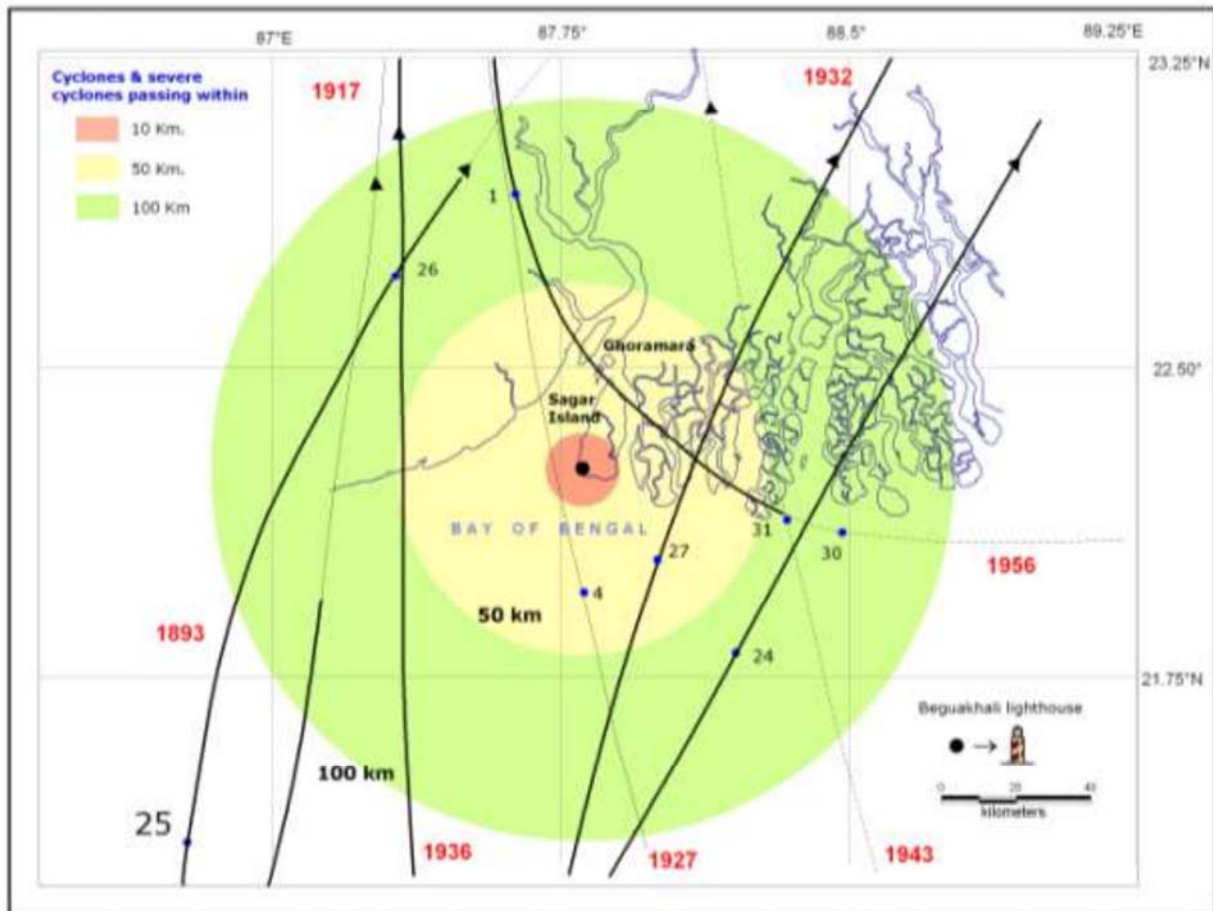 87°E 87.75° 88.5° 89.25°E
23.25°N
Cyclones & severe
cyclones passing within
10 Km.
50 Km.
100 Km
1917
1932
1
26
22.50°
Ghoramara
Sagar
Island
BAY OF BENGAL
31
30
27
1956
4
50 km
1893
24
21.75°N
Beguakhali lighthouse
100 km
0 20 40
kilometers
25
1936
1927
1943